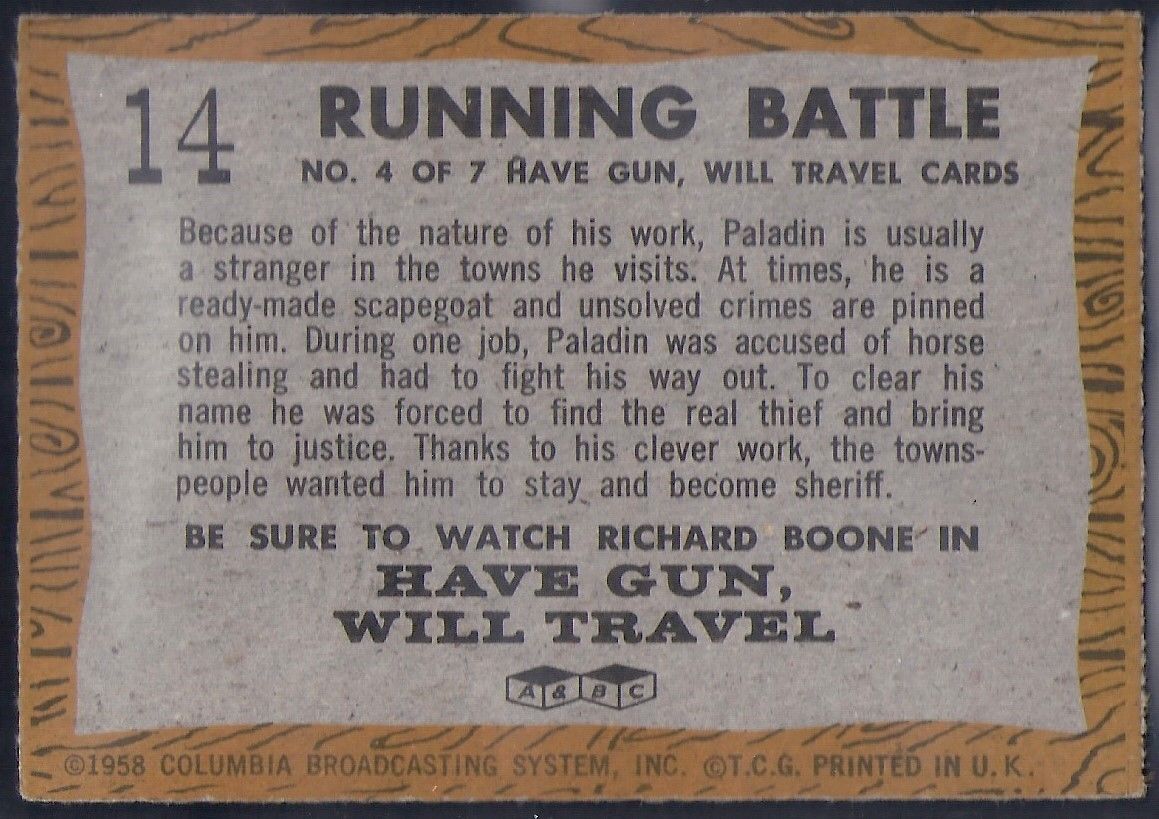 14
RUNNING BATTLE
NO. 4 OF 7 HAVE GUN, WILL TRAVEL CARDS
Because of the nature of his work, Paladin is usually
a stranger in the towns he visits. At times, he is a
ready-made scapegoat and unsolved crimes are pinned
on him. During one job, Paladin was accused of horse
stealing and had to fight his way out. To clear his
name he was forced to find the real thief and bring
him to justice. Thanks to his clever work, the towns-
people wanted him to stay and become sheriff.
BE SURE TO WATCH RICHARD BOONE IN
HAVE GUN,
WILL TRAVEL
A & B C
©1958 COLUMBIA BROADCASTING SYSTEM, INC. ©T.C.G. PRINTED IN U.K.